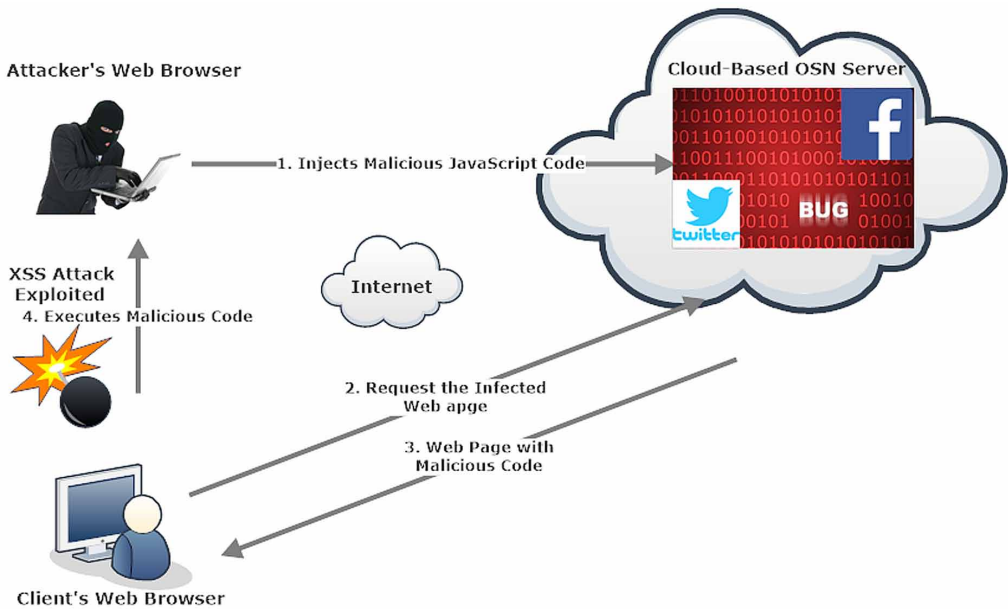 Attacker's Web Browser
Cloud-Based OSN Server
f
1. Injects Malicious JavaScript Code
twitter
BUG
XSS Attack
Exploited
4. Executes Malicious Code
Internet
2. Request the Infected
Web apge
3. Web Page with
Malicious Code
Client's Web Browser